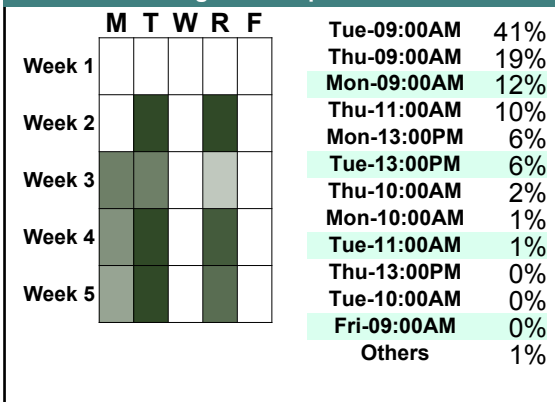 M T W R F
Week 1
Week 2
Week 3
Week 4
Week 5
Tue-09:00AM 41%
Thu-09:00AM 19%
Mon-09:00AM 12%
Thu-11:00AM 10%
Mon-13:00PM 6%
Tue-13:00PM 6%
Thu-10:00AM 2%
Mon-10:00AM 1%
Tue-11:00AM 1%
Thu-13:00PM 0%
Tue-10:00AM 0%
Fri-09:00AM 0%
Others 1%